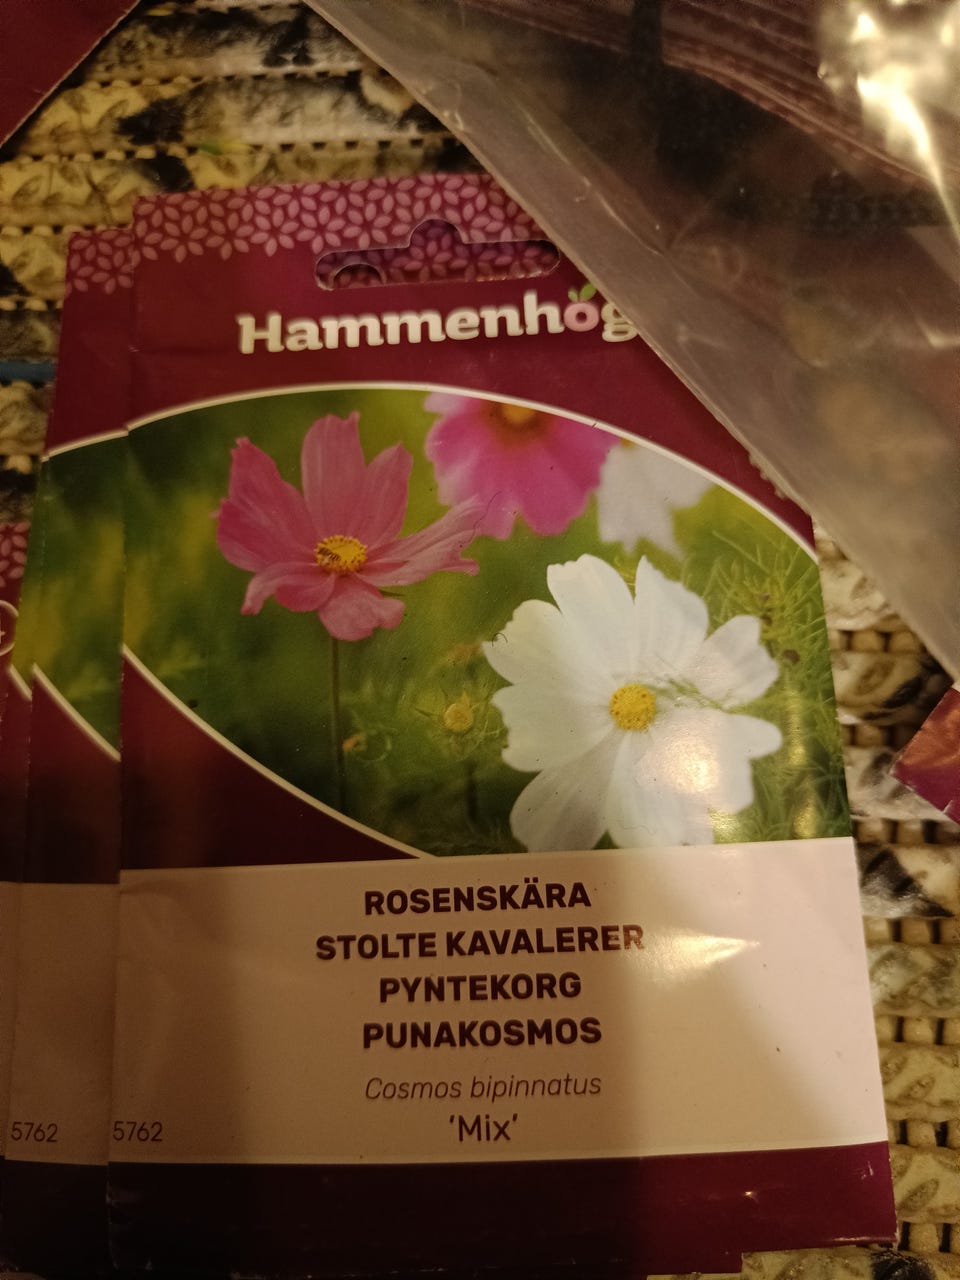 Hammenhög
ROSENSKÄRA
STOLTE KAVALERER
PYNTEKORG
PUNAKOSMOS
Cosmos bipinnatus
'Mix'
5762
5762